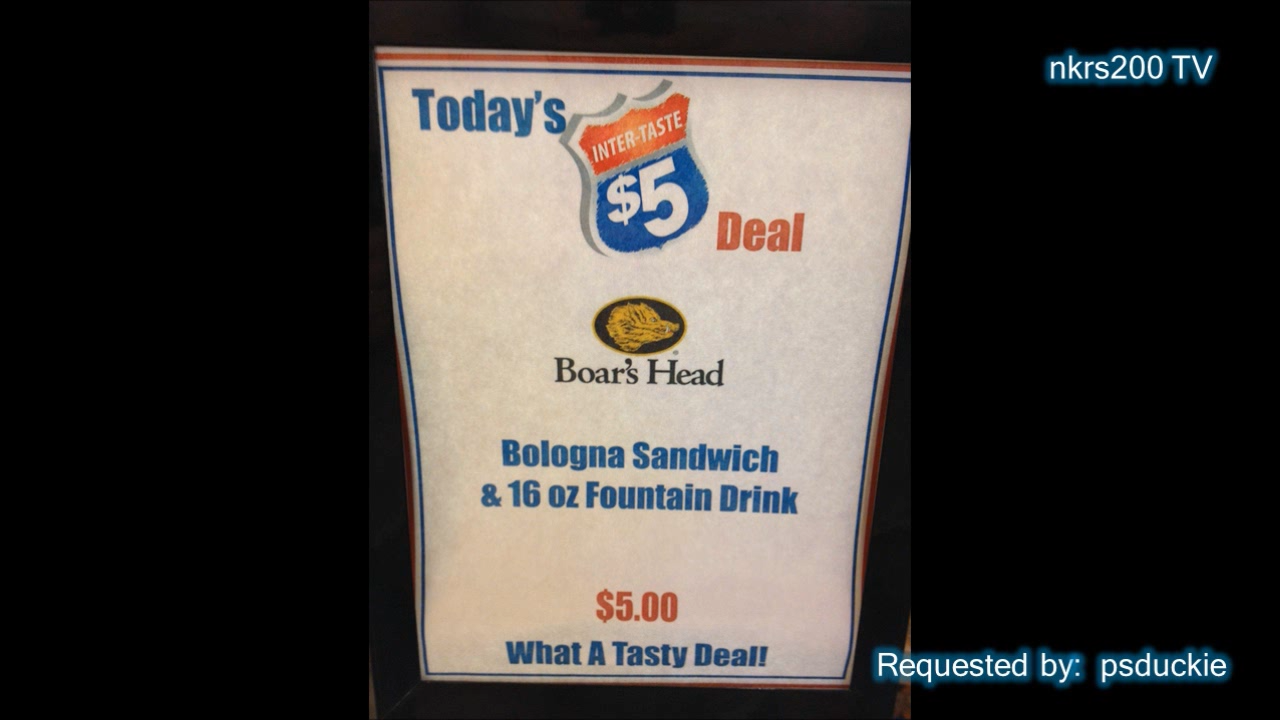 nkrs200 TV
Today's
INTER-TASTE
$5
Deal
Boar's Head
Bologna Sandwich
& 16 oz Fountain Drink
$5.00
What A Tasty Deal!
Requested by: psduckie